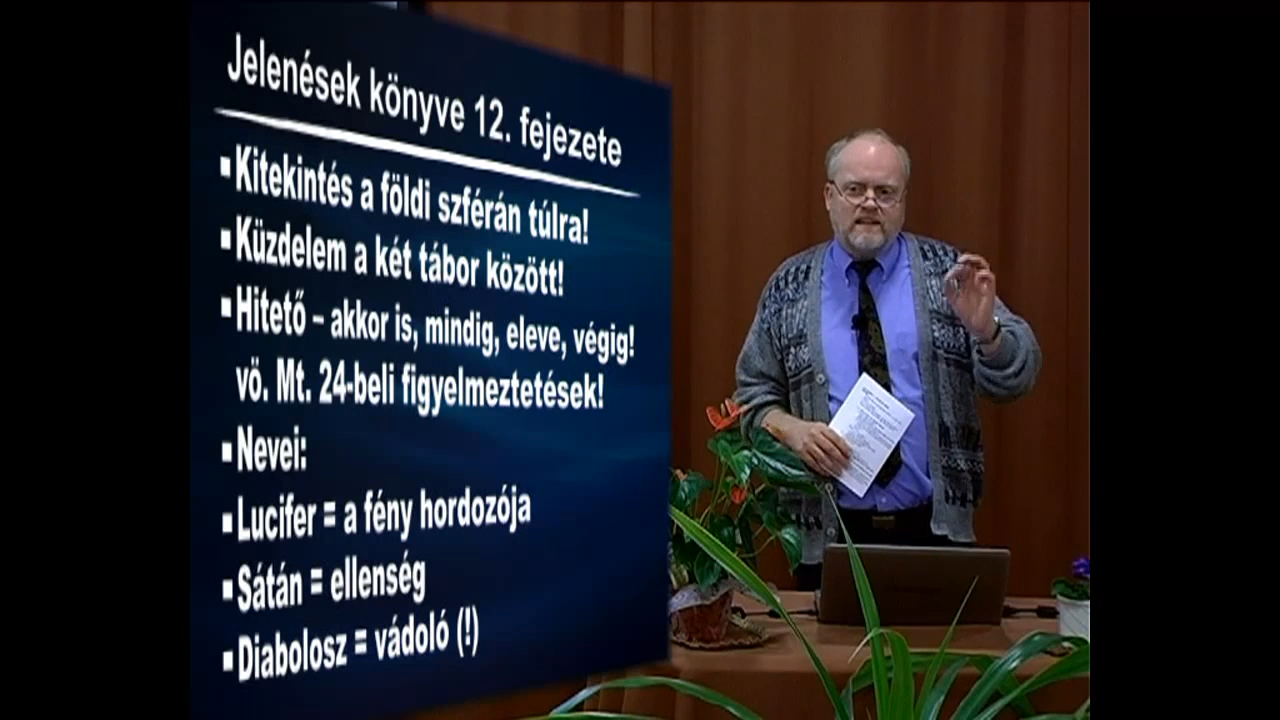 Jelenések könyve 12. fejezete
▪Kitekintés a földi szférán túlra!
▪Küzdelem a két tábor között!
▪Hitető – akkor is, mindig, eleve, végig!
vö. Mt. 24-beli figyelmeztetések!
▪Nevei:
▪Lucifer = a fény hordozója
▪Sátán = ellenség
▪Diabolosz = vádoló (!)